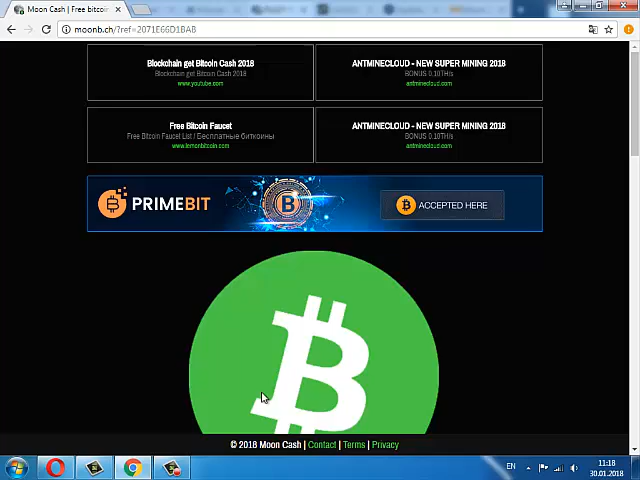 Moon Cash | Free bitcoin
moonb.ch/?ref=2071E66D1BAB
Blockchain get Bitcoin Cash 2018
Blockchain get Bitcoin Cash 2018
www.youtube.com
ANTMINECLOUD - NEW SUPER MINING 2018
BONUS 0.10TH/s
antminecloud.com
Free Bitcoin Faucet
Free Bitcoin Faucet List / Бесплатные биткоины
www.lemonbitcoin.com
ANTMINECLOUD - NEW SUPER MINING 2018
BONUS 0.10TH/s
antminecloud.com
PRIMEBIT
ACCEPTED HERE
© 2018 Moon Cash | Contact | Terms | Privacy
EN
11:18
30.01.2018